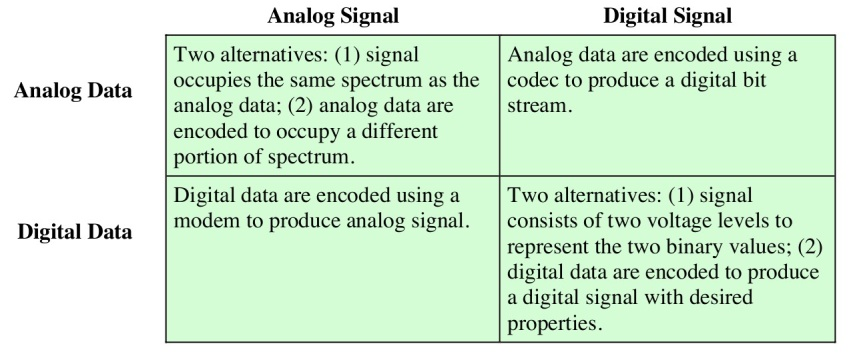 Analog Signal
Digital Signal
Analog Data
Two alternatives: (1) signal
occupies the same spectrum as the
analog data; (2) analog data are
encoded to occupy a different
portion of spectrum.
Analog data are encoded using a
codec to produce a digital bit
stream.
Digital Data
Digital data are encoded using a
modem to produce analog signal.
Two alternatives: (1) signal
consists of two voltage levels to
represent the two binary values; (2)
digital data are encoded to produce
a digital signal with desired
properties.